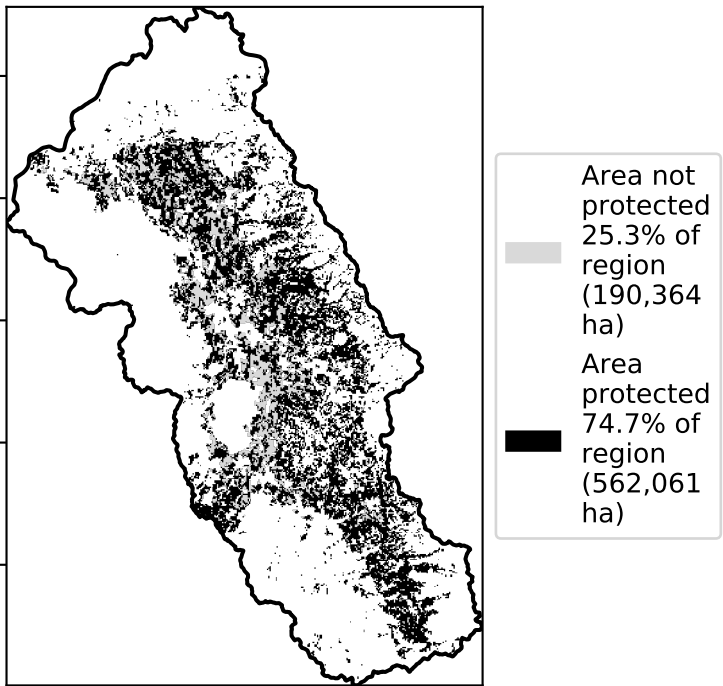 Area not
protected
25.3% of
region
(190,364
ha)
Area
protected
74.7% of
region
(562,061
ha)